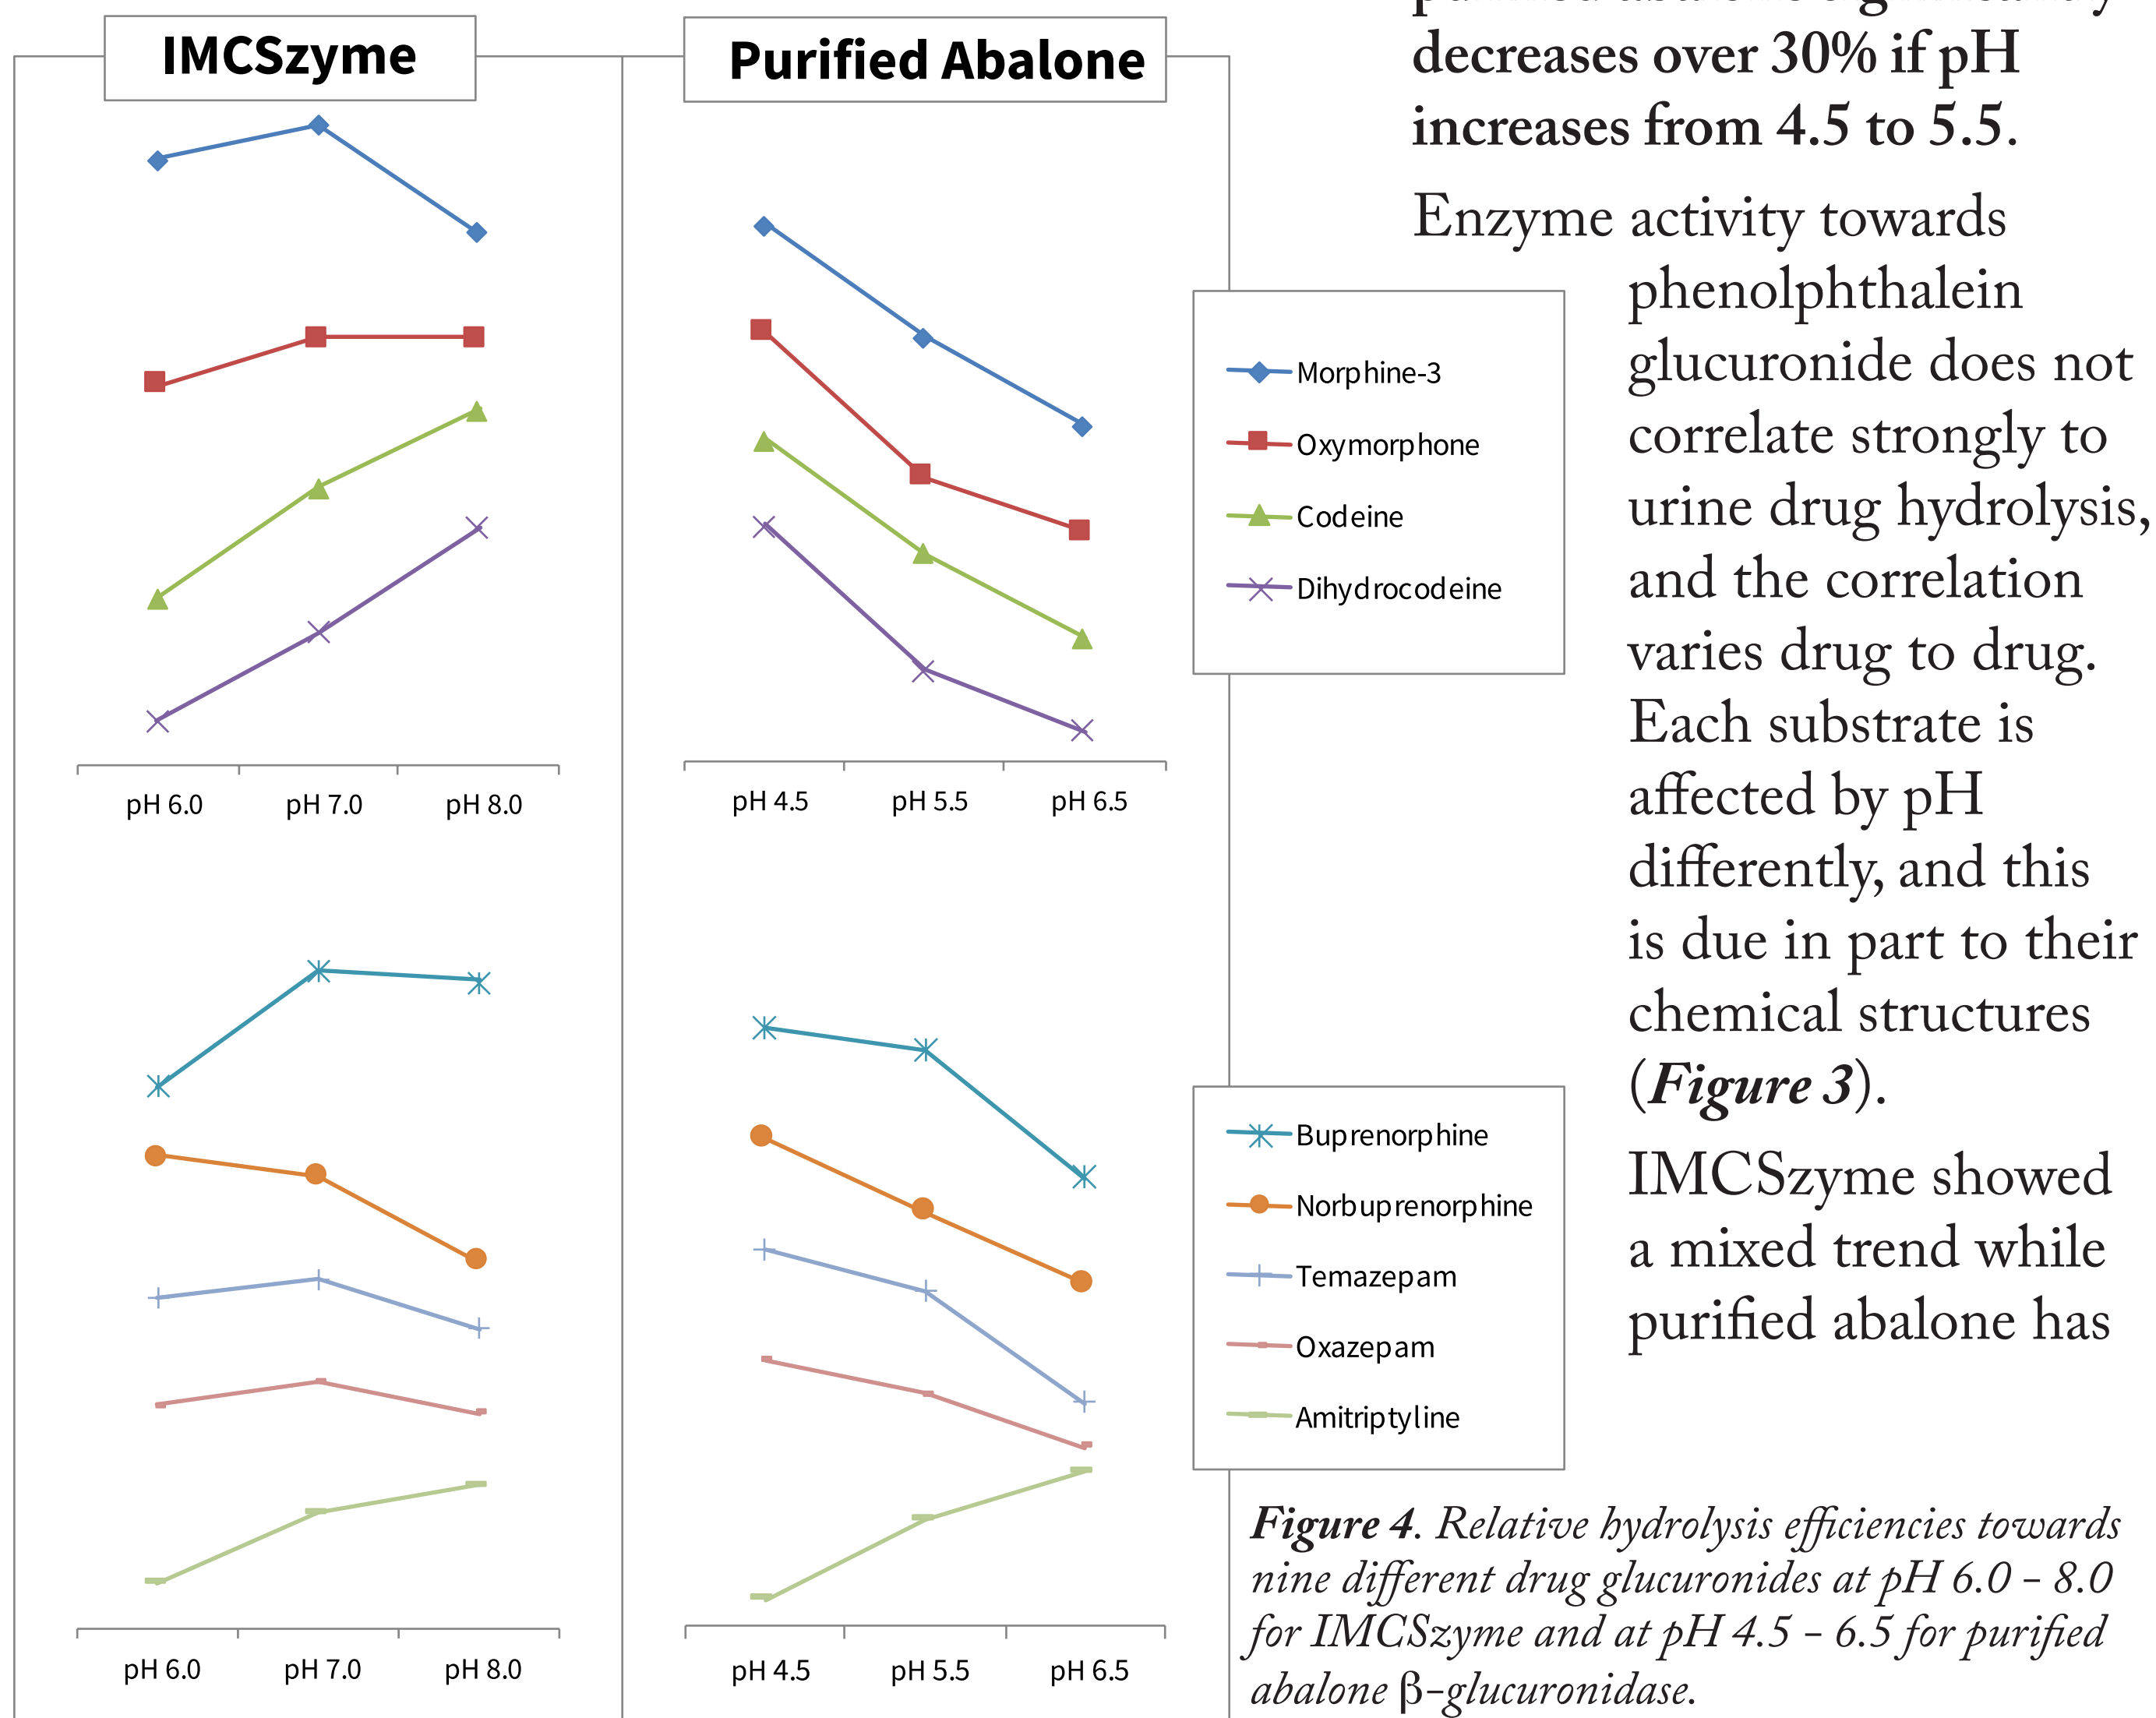 IMCSzyme
Purified Abalone
pH 6.0
pH 7.0
pH 8.0
pH 4.5
pH 5.5
pH 6.5
Morphine-3
Oxymorphone
Codeine
Dihydrocodeine
pH 6.0
pH 7.0
pH 8.0
pH 4.5
pH 5.5
pH 6.5
Buprenorphine
Norbuprenorphine
Temazepam
Oxazepam
Amitriptyline
decreases over 30% if pH
increases from 4.5 to 5.5.
Enzyme activity towards
phenolphthalein
glucuronide does not
correlate strongly to
urine drug hydrolysis,
and the correlation
varies drug to drug.
Each substrate is
affected by pH
differently, and this
is due in part to their
chemical structures
(Figure 3).
IMCSzyme showed
a mixed trend while
purified abalone has
Figure 4. Relative hydrolysis efficiencies towards
nine different drug glucuronides at pH 6.0 – 8.0
for IMCSzyme and at pH 4.5 – 6.5 for purified
abalone β-glucuronidase.